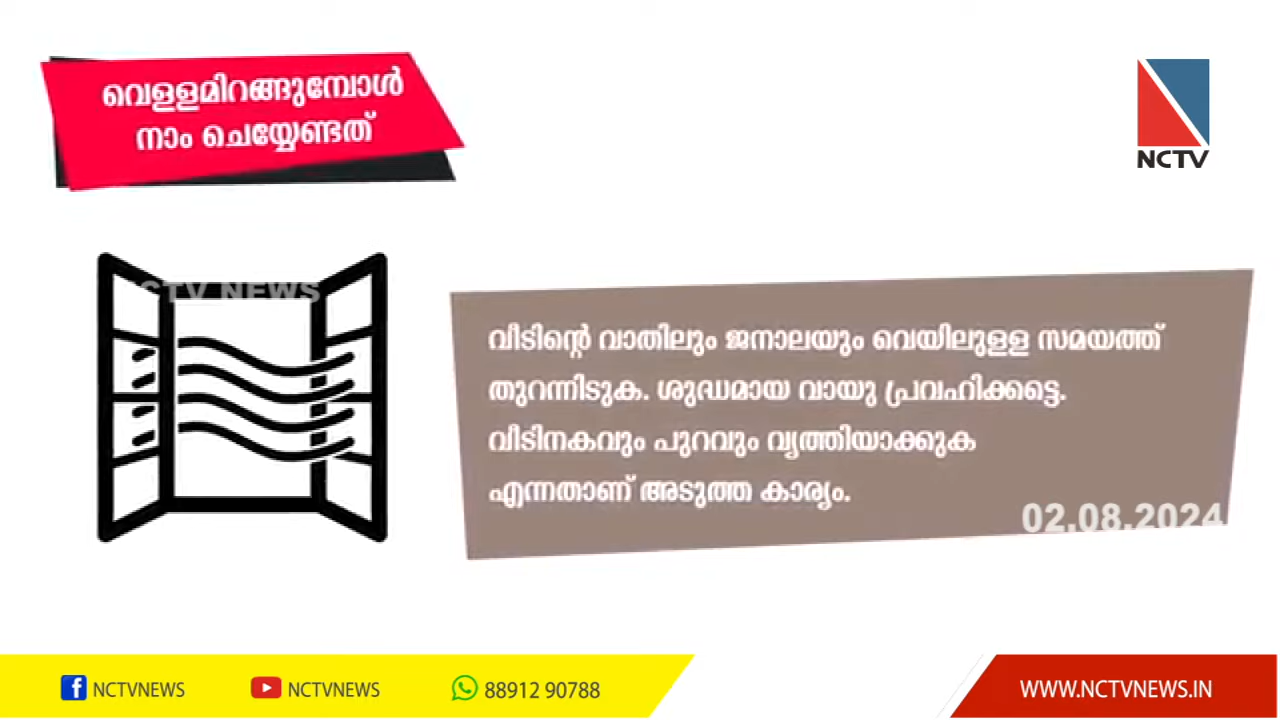 വെള്ളമിറങ്ങുമ്പോൾ
നാം ചെയ്യേണ്ടത്
NCTV
NCTV NEWS
വീടിന്റെ വാതിലും ജനാലയും വെയിലുള്ള സമയത്ത്
തുറന്നിടുക. ശുദ്ധമായ വായു പ്രവഹിക്കട്ടെ.
വീടിനകവും പുറവും വൃത്തിയാക്കുക
എന്നതാണ് അടുത്ത കാര്യം.
02.08.2024
NCTVNEWS
NCTVNEWS
88912 90788
WWW.NCTVNEWS.IN